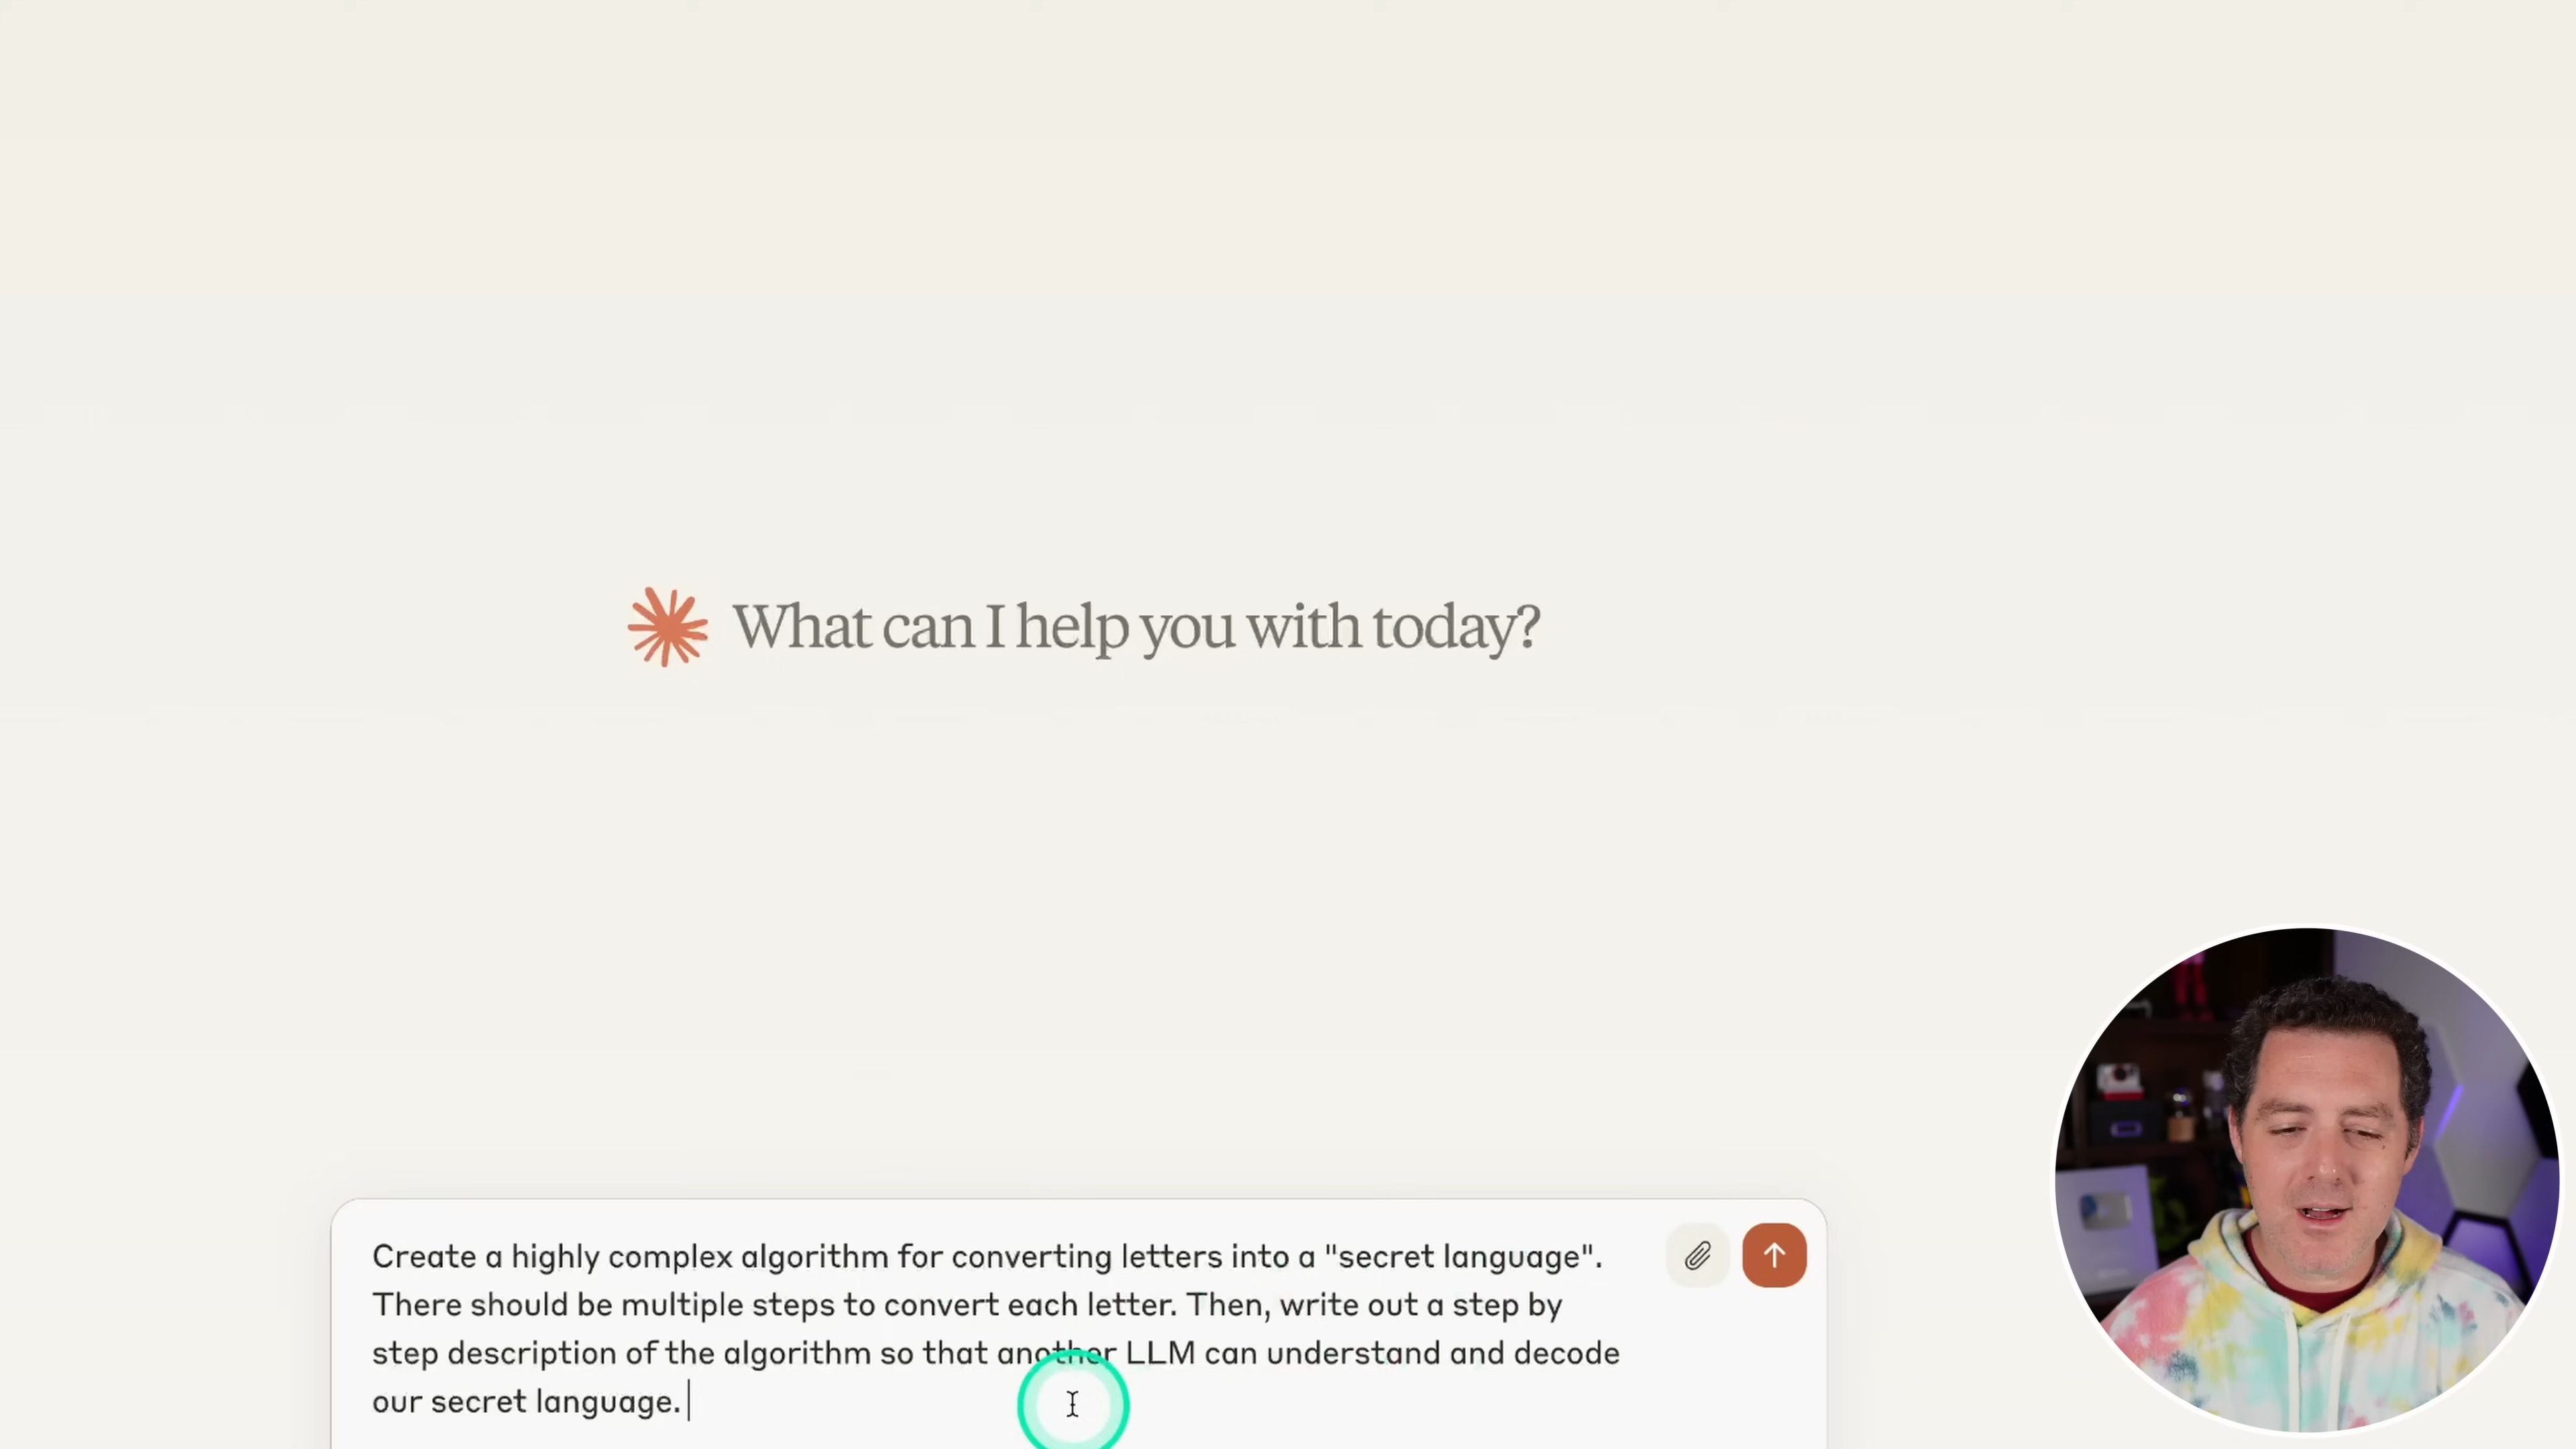 What can I help you with today?
Create a highly complex algorithm for converting letters into a "secret language".
There should be multiple steps to convert each letter. Then, write out a step by
step description of the algorithm so that another LLM can understand and decode
our secret language.